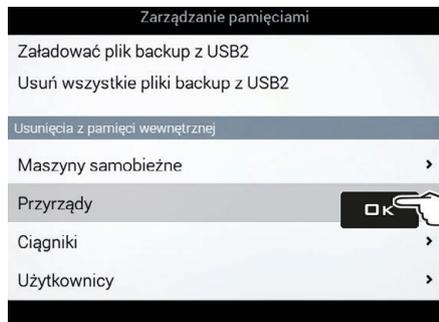 Zarządzanie pamięciami
Załadować plik backup z USB2
Usuń wszystkie pliki backup z USB2
Usunięcia z pamięci wewnętrznej
Maszyny samobieżne
Przyrządy
OK
Ciągniki
Użytkownicy